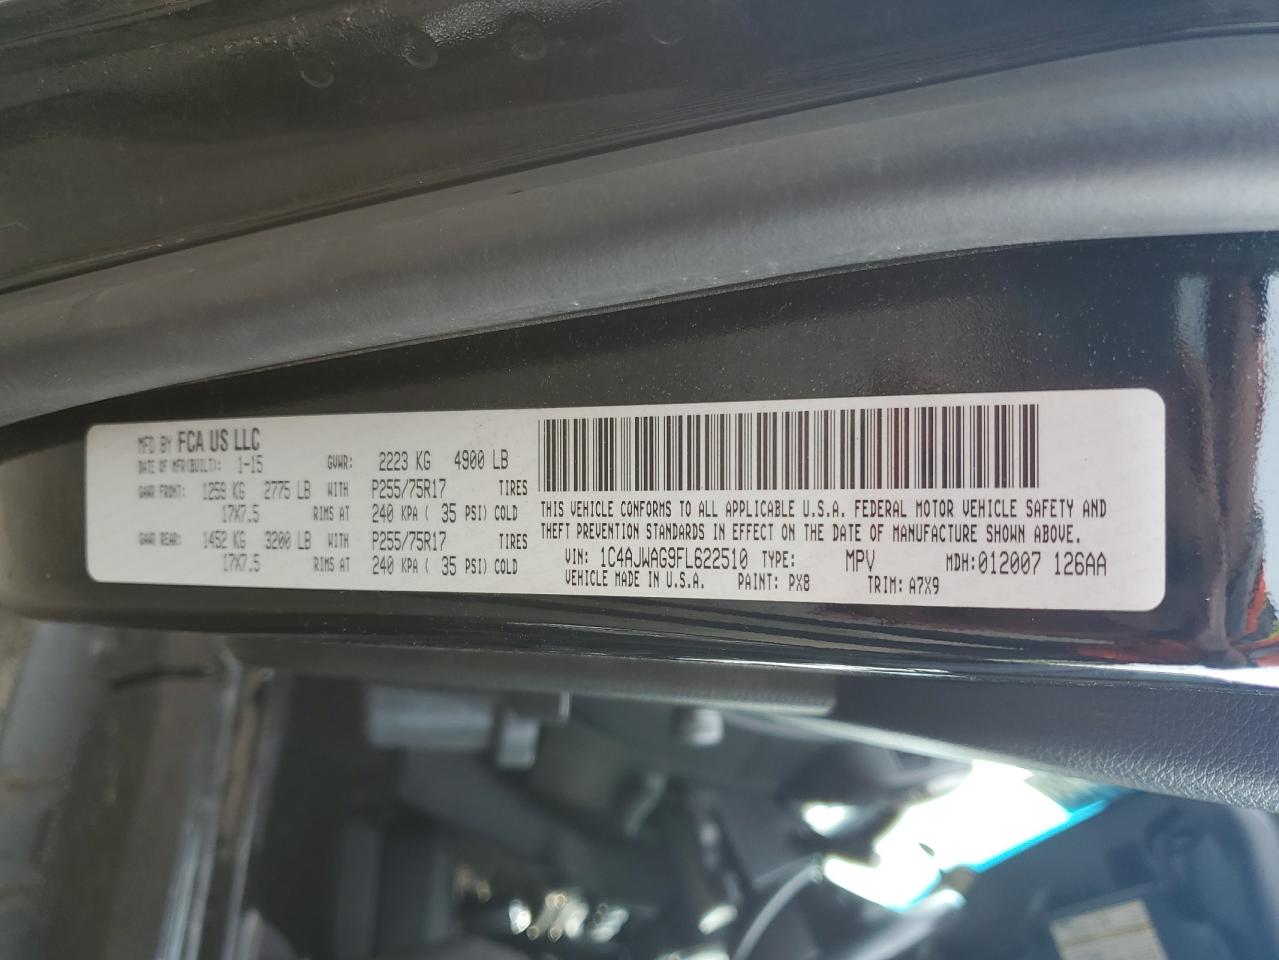 MFD BY FCA US LLC
DATE OF MFR(BUILT): 1-15 GVWR: 2223 KG 4900 LB
GAWR FRONT: 1259 KG 2775 LB WITH P255/75R17 TIRES
17X7.5 RIMS AT 240 KPA ( 35 PSI) COLD
GAWR REAR: 1452 KG 3200 LB WITH P255/75R17 TIRES
17X7.5 RIMS AT 240 KPA ( 35 PSI) COLD
THIS VEHICLE CONFORMS TO ALL APPLICABLE U.S.A. FEDERAL MOTOR VEHICLE SAFETY AND
THEFT PREVENTION STANDARDS IN EFFECT ON THE DATE OF MANUFACTURE SHOWN ABOVE.
VIN: 1C4AJWAG9FL622510 TYPE: MPV MDH:012007 126AA
VEHICLE MADE IN U.S.A. PAINT: PX8 TRIM: A7X9